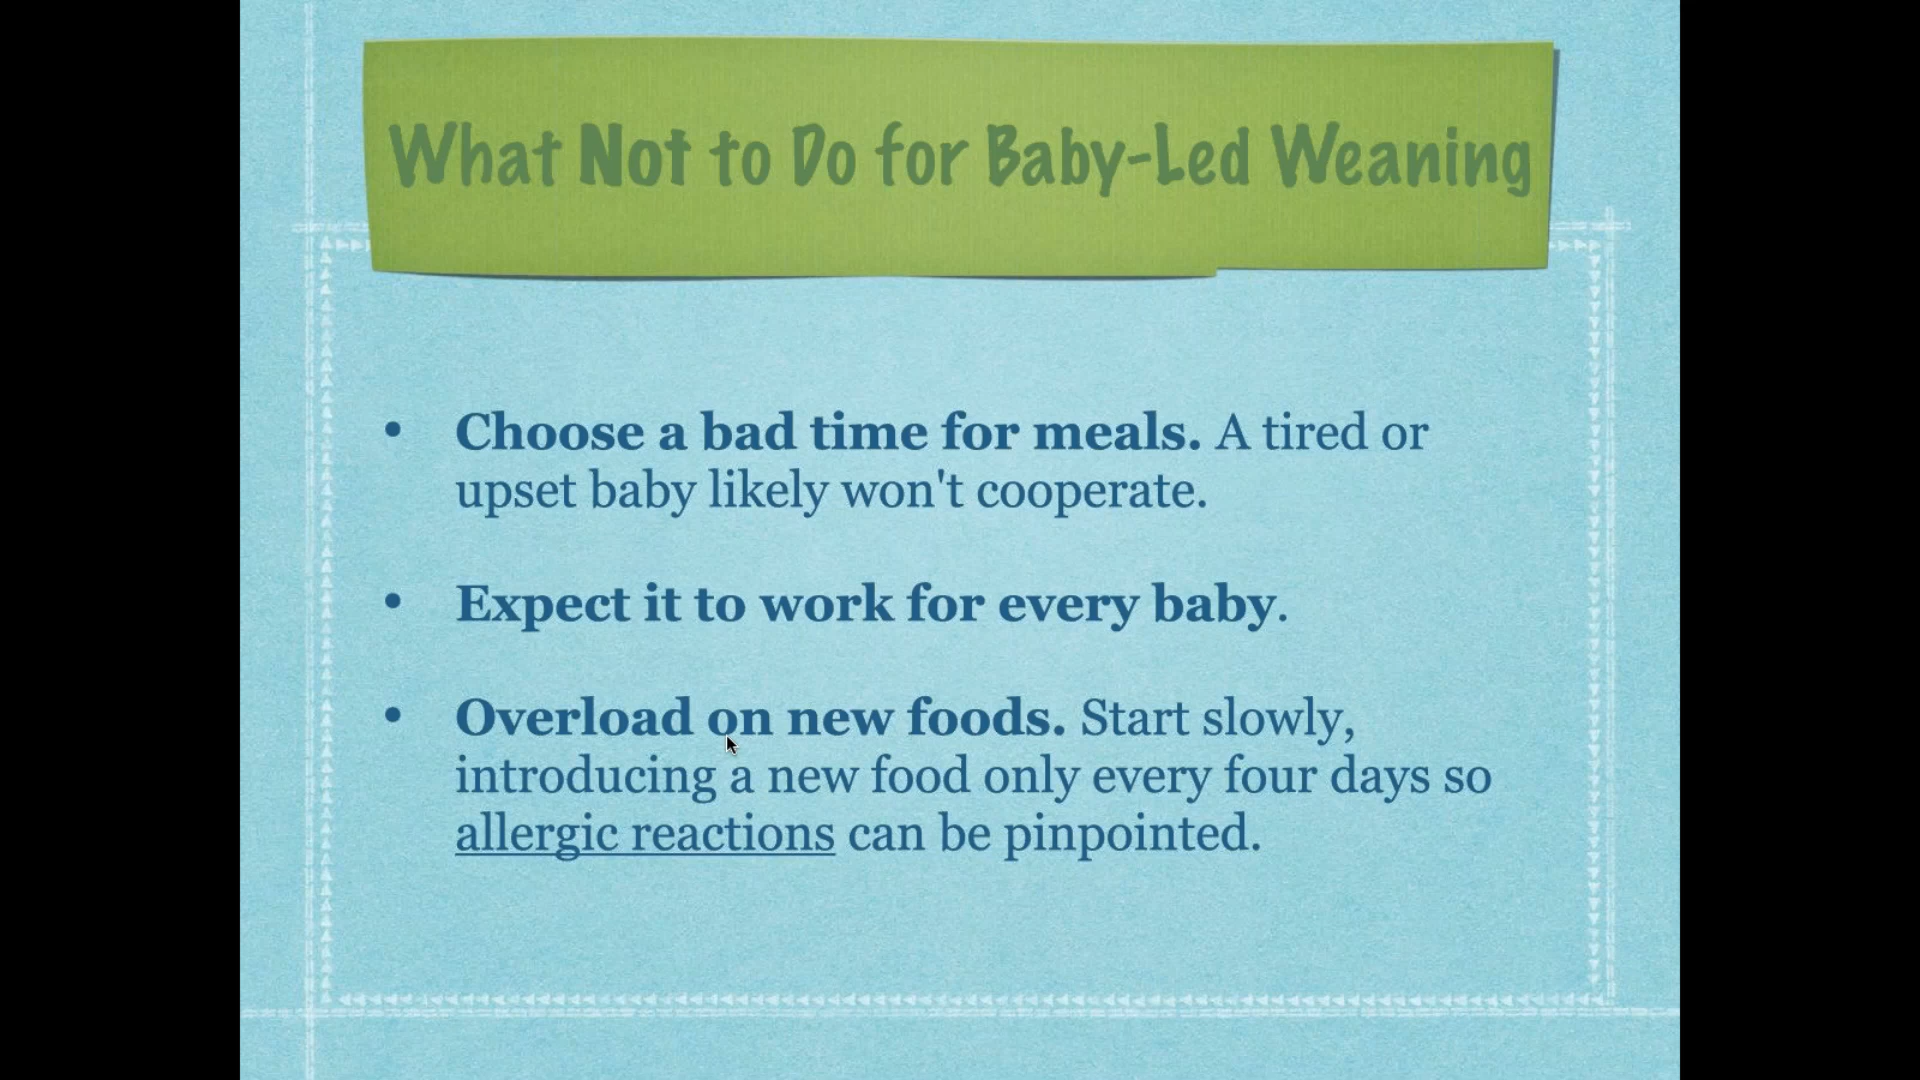 What Not to Do for Baby-Led Weaning
• Choose a bad time for meals. A tired or
upset baby likely won't cooperate.
• Expect it to work for every baby.
• Overload on new foods. Start slowly,
introducing a new food only every four days so
allergic reactions can be pinpointed.